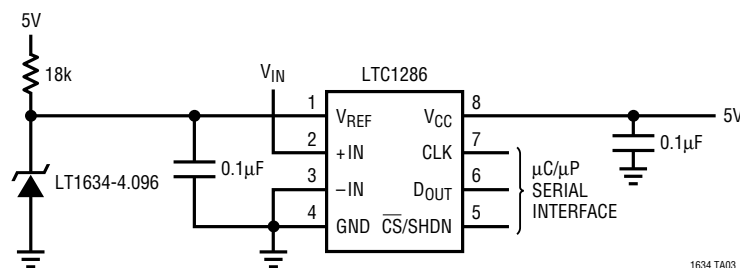 5V
18k
V_IN
LTC1286
1
V_REF
V_CC
8
5V
2
+IN
CLK
7
0.1μF
μC/μP
SERIAL
INTERFACE
LT1634-4.096
0.1μF
3
–IN
D_OUT
6
4
GND
C̅S̅/SHDN
5
1634 TA03